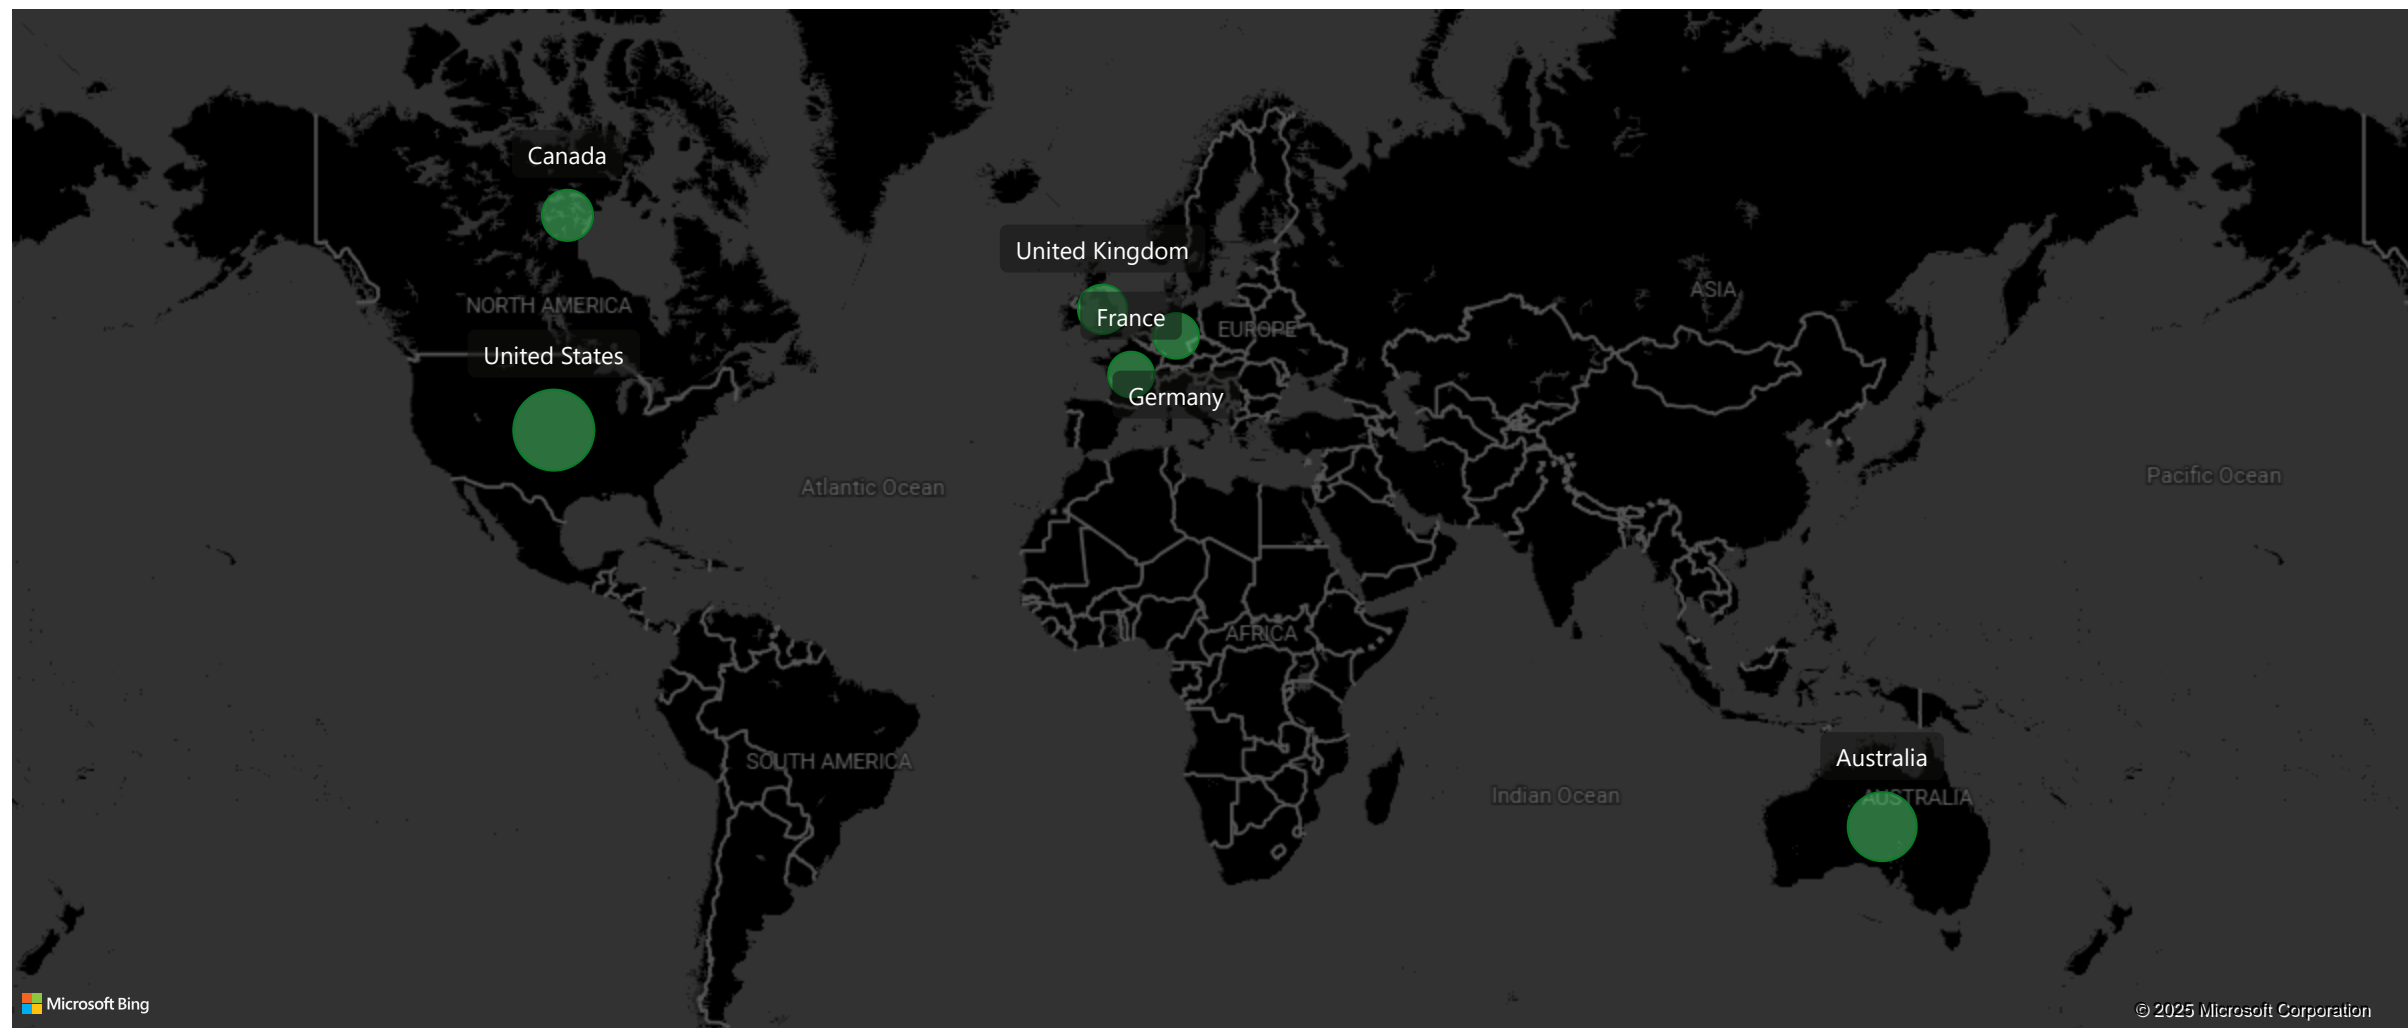 Canada
United Kingdom
ASIA
NORTH AMERICA
France
EUROPE
United States
Germany
Pacific Ocean
Atlantic Ocean
AFRICA
SOUTH AMERICA
Australia
Indian Ocean
AUSTRALIA
Microsoft Bing
© 2025 Microsoft Corporation